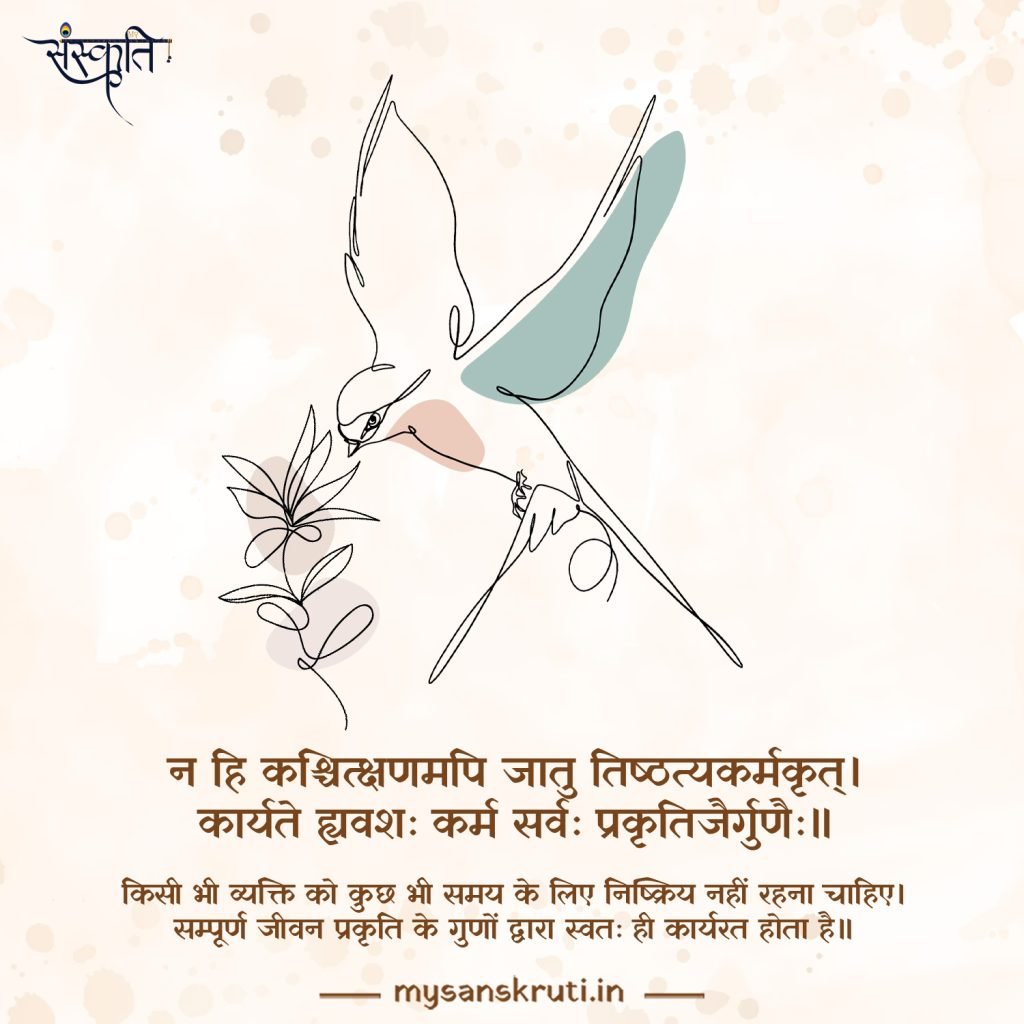 संस्कृति
न हि कश्चित्क्षणमपि जातु तिष्ठत्यकर्मकृत्।
कार्यते ह्यवशः कर्म सर्वः प्रकृतिजैर्गुणैः॥
किसी भी व्यक्ति को कुछ भी समय के लिए निष्क्रिय नहीं रहना चाहिए।
सम्पूर्ण जीवन प्रकृति के गुणों द्वारा स्वतः ही कार्यरत होता है॥
mysanskruti.in